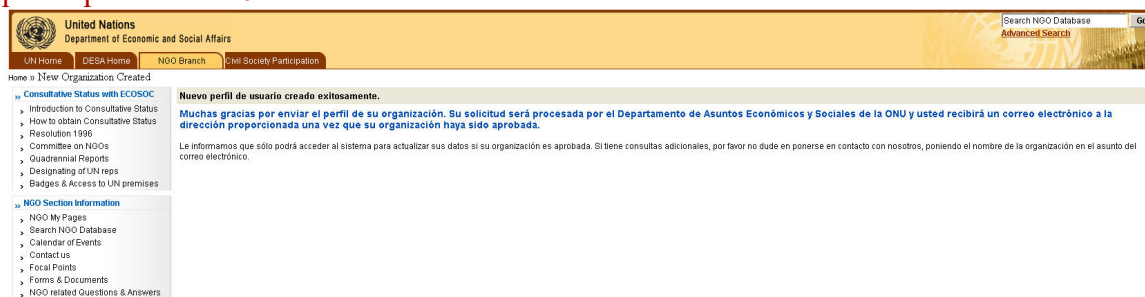 United Nations
Department of Economic and Social Affairs
Search NGO Database
Advanced Search
UN Home
DESA Home
NGO Branch
Civil Society Participation
Home » New Organization Created
» Consultative Status with ECOSOC
Introduction to Consultative Status
How to obtain Consultative Status
Resolution 1996
Committee on NGOs
Quadrennial Reports
Designating of UN reps
Badges & Access to UN premises
Nuevo perfil de usuario creado exitosamente.
Muchas gracias por enviar el perfil de su organización. Su solicitud será procesada por el Departamento de Asuntos Económicos y Sociales de la ONU y usted recibirá un correo electrónico a la
dirección proporcionada una vez que su organización haya sido aprobada.
Le informamos que sólo podrá acceder al sistema para actualizar sus datos si su organización es aprobada. Si tiene consultas adicionales, por favor no dude en ponerse en contacto con nosotros, poniendo el nombre de la organización en el asunto del
correo electrónico.
» NGO Section Information
NGO My Pages
Search NGO Database
Calendar of Events
Contact us
Focal Points
Forms & Documents
NGO related Questions & Answers